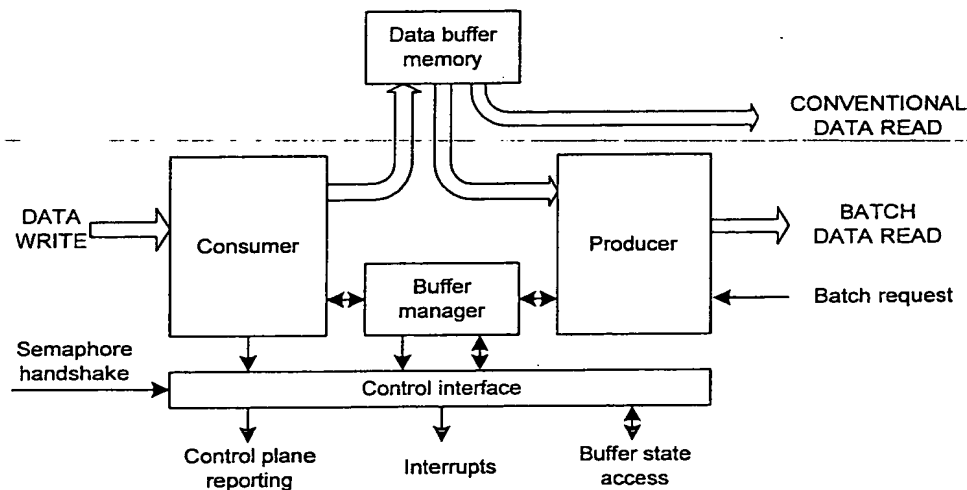 Data buffer
memory
CONVENTIONAL
DATA READ
DATA
WRITE
Consumer
Producer
BATCH
DATA READ
Buffer
manager
Batch request
Semaphore
handshake
Control interface
Control plane
reporting
Interrupts
Buffer state
access